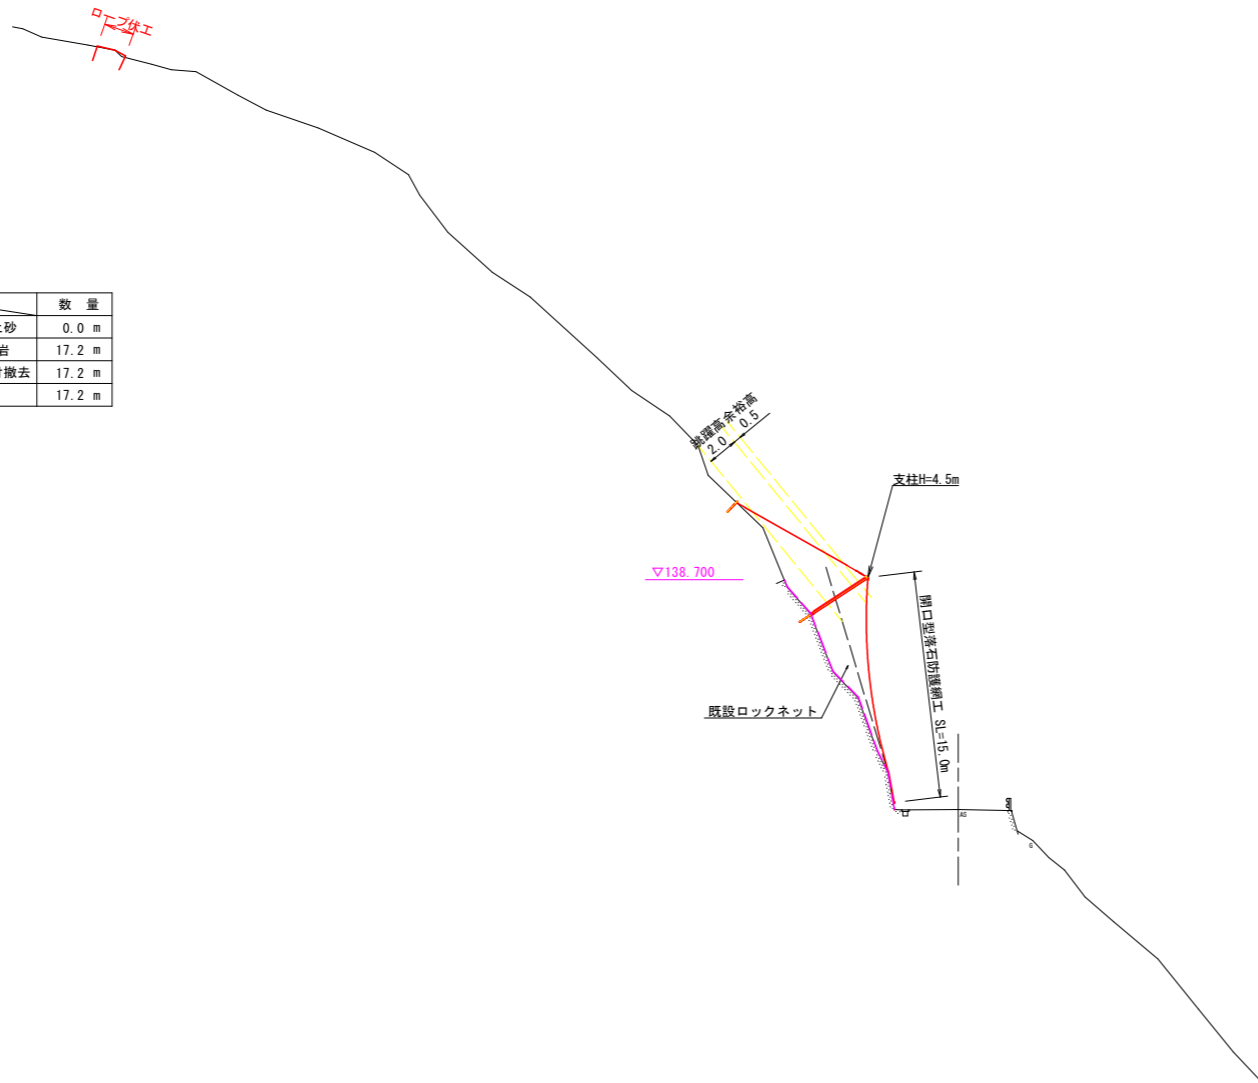 ロープ伏工
数 量
土砂 0.0 m
岩 17.2 m
撤去 17.2 m
17.2 m
跳躍高余裕高
2.0 0.5
支柱H=4.5m
▽138.700
開口型落石防護網工 SL=15.0m
既設ロックネット
AS
G